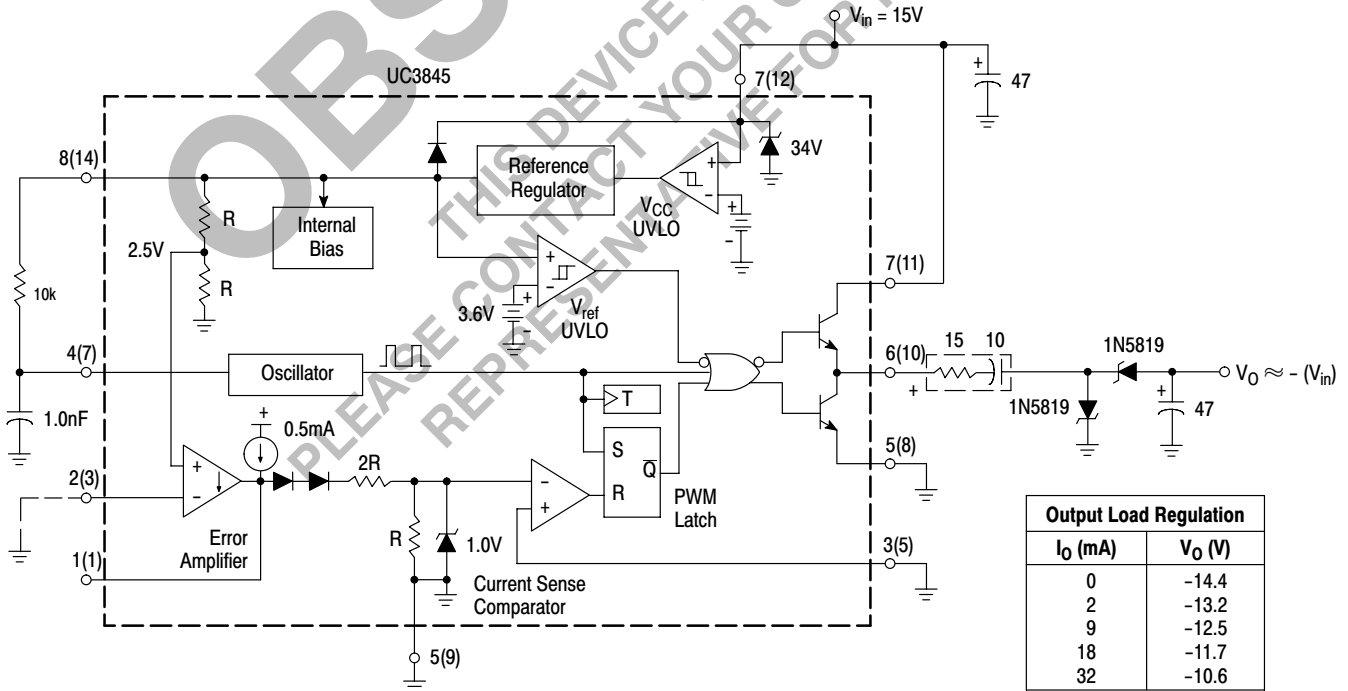 OBS
THIS DEVICE
PLEASE CONTACT YOUR
REPRESENTATIVE FOR
Vin = 15V
UC3845
7(12)
+
47
34V
8(14)
Reference
Regulator
+
-
VCC
UVLO
+
-
R
Internal
Bias
2.5V
R
+
-
3.6V
+
-
Vref
UVLO
7(11)
10k
4(7)
Oscillator
6(10)
+
15
10
1N5819
VO ≈ - (Vin)
1N5819
+
47
1.0nF
+
0.5mA
T
S
Q
R
PWM
Latch
5(8)
2(3)
+
-
2R
-
+
Error
Amplifier
R
1.0V
1(1)
Current Sense
Comparator
3(5)
5(9)
Output Load Regulation
IO (mA) VO (V)
0 -14.4
2 -13.2
9 -12.5
18 -11.7
32 -10.6